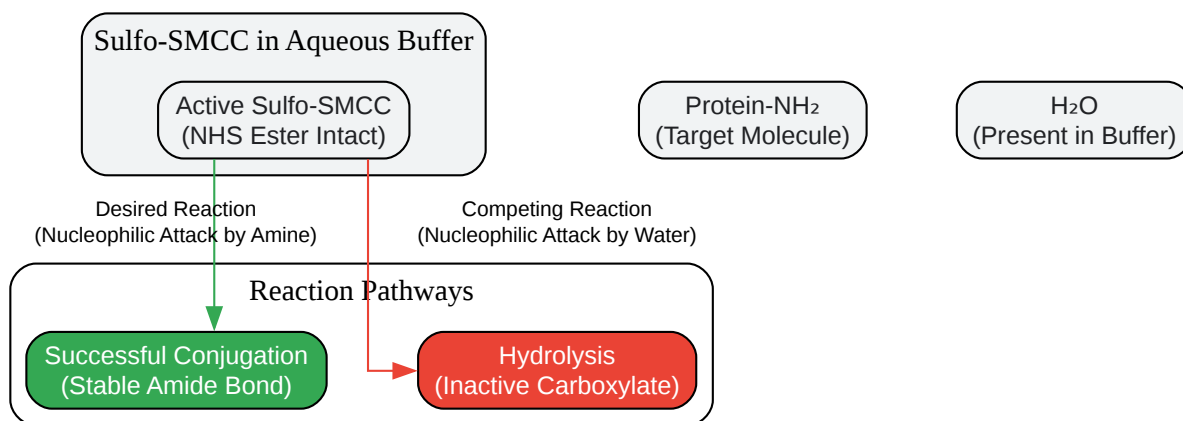 Sulfo-SMCC in Aqueous Buffer
Active Sulfo-SMCC
(NHS Ester Intact)
Protein-NH₂
(Target Molecule)
H₂O
(Present in Buffer)
Desired Reaction
(Nucleophilic Attack by Amine)
Competing Reaction
(Nucleophilic Attack by Water)
Reaction Pathways
Successful Conjugation
(Stable Amide Bond)
Hydrolysis
(Inactive Carboxylate)